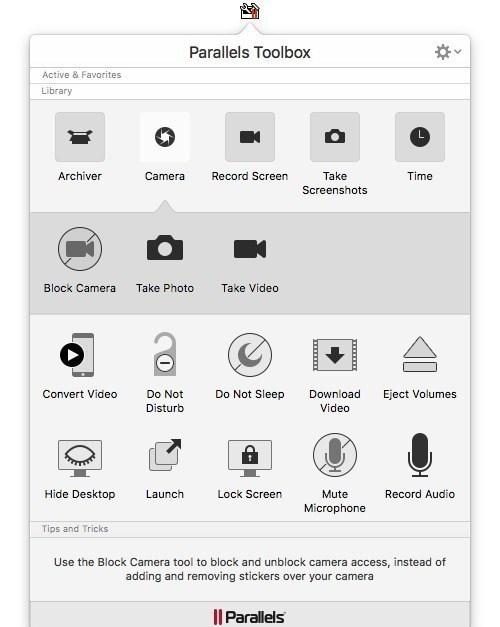 Parallels Toolbox
Active & Favorites
Library
Archiver
Camera
Record Screen
Take
Screenshots
Time
Block Camera
Take Photo
Take Video
Convert Video
Do Not
Disturb
Do Not Sleep
Download
Video
Eject Volumes
Hide Desktop
Launch
Lock Screen
Mute
Microphone
Record Audio
Tips and Tricks
Use the Block Camera tool to block and unblock camera access, instead of
adding and removing stickers over your camera
Parallels